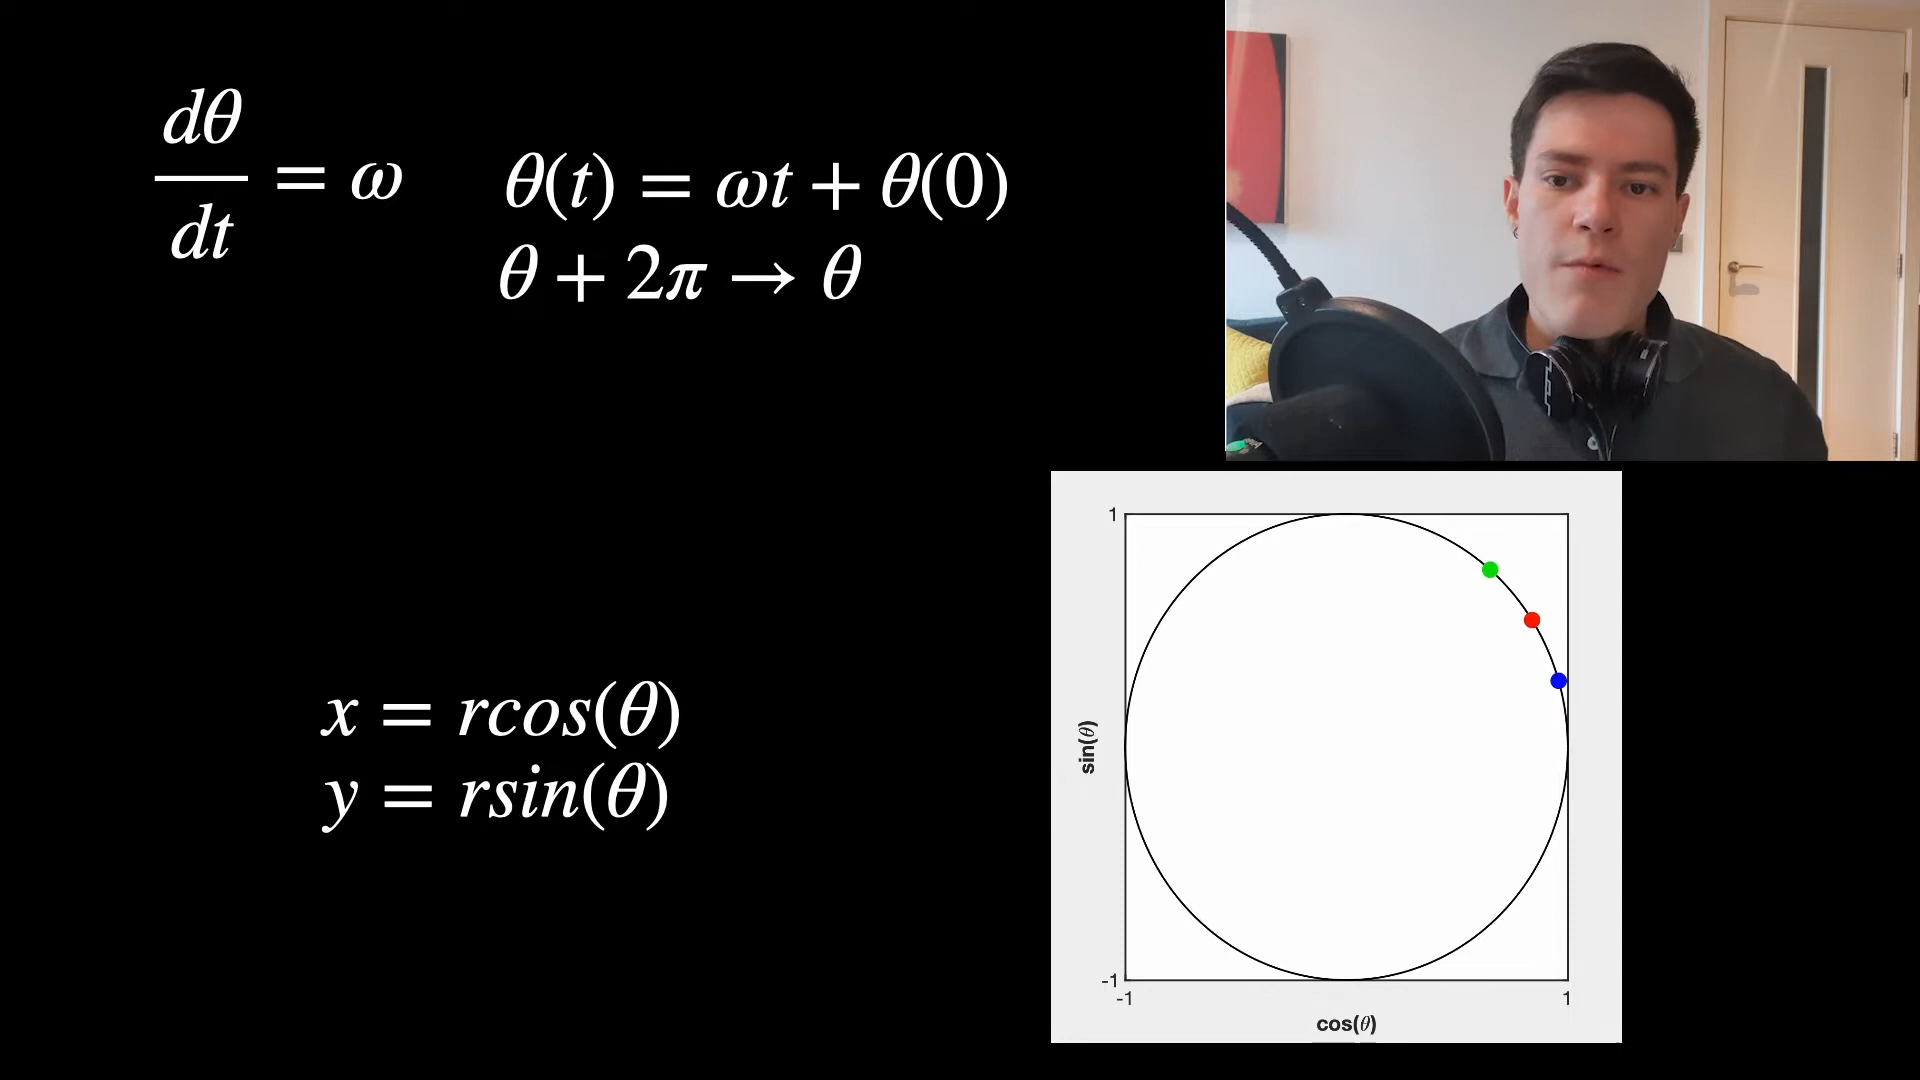 dθ/dt = ω
θ(t) = ωt + θ(0)
θ + 2π → θ
x = rcos(θ)
y = rsin(θ)
1
sin(θ)
-1
-1
1
cos(θ)